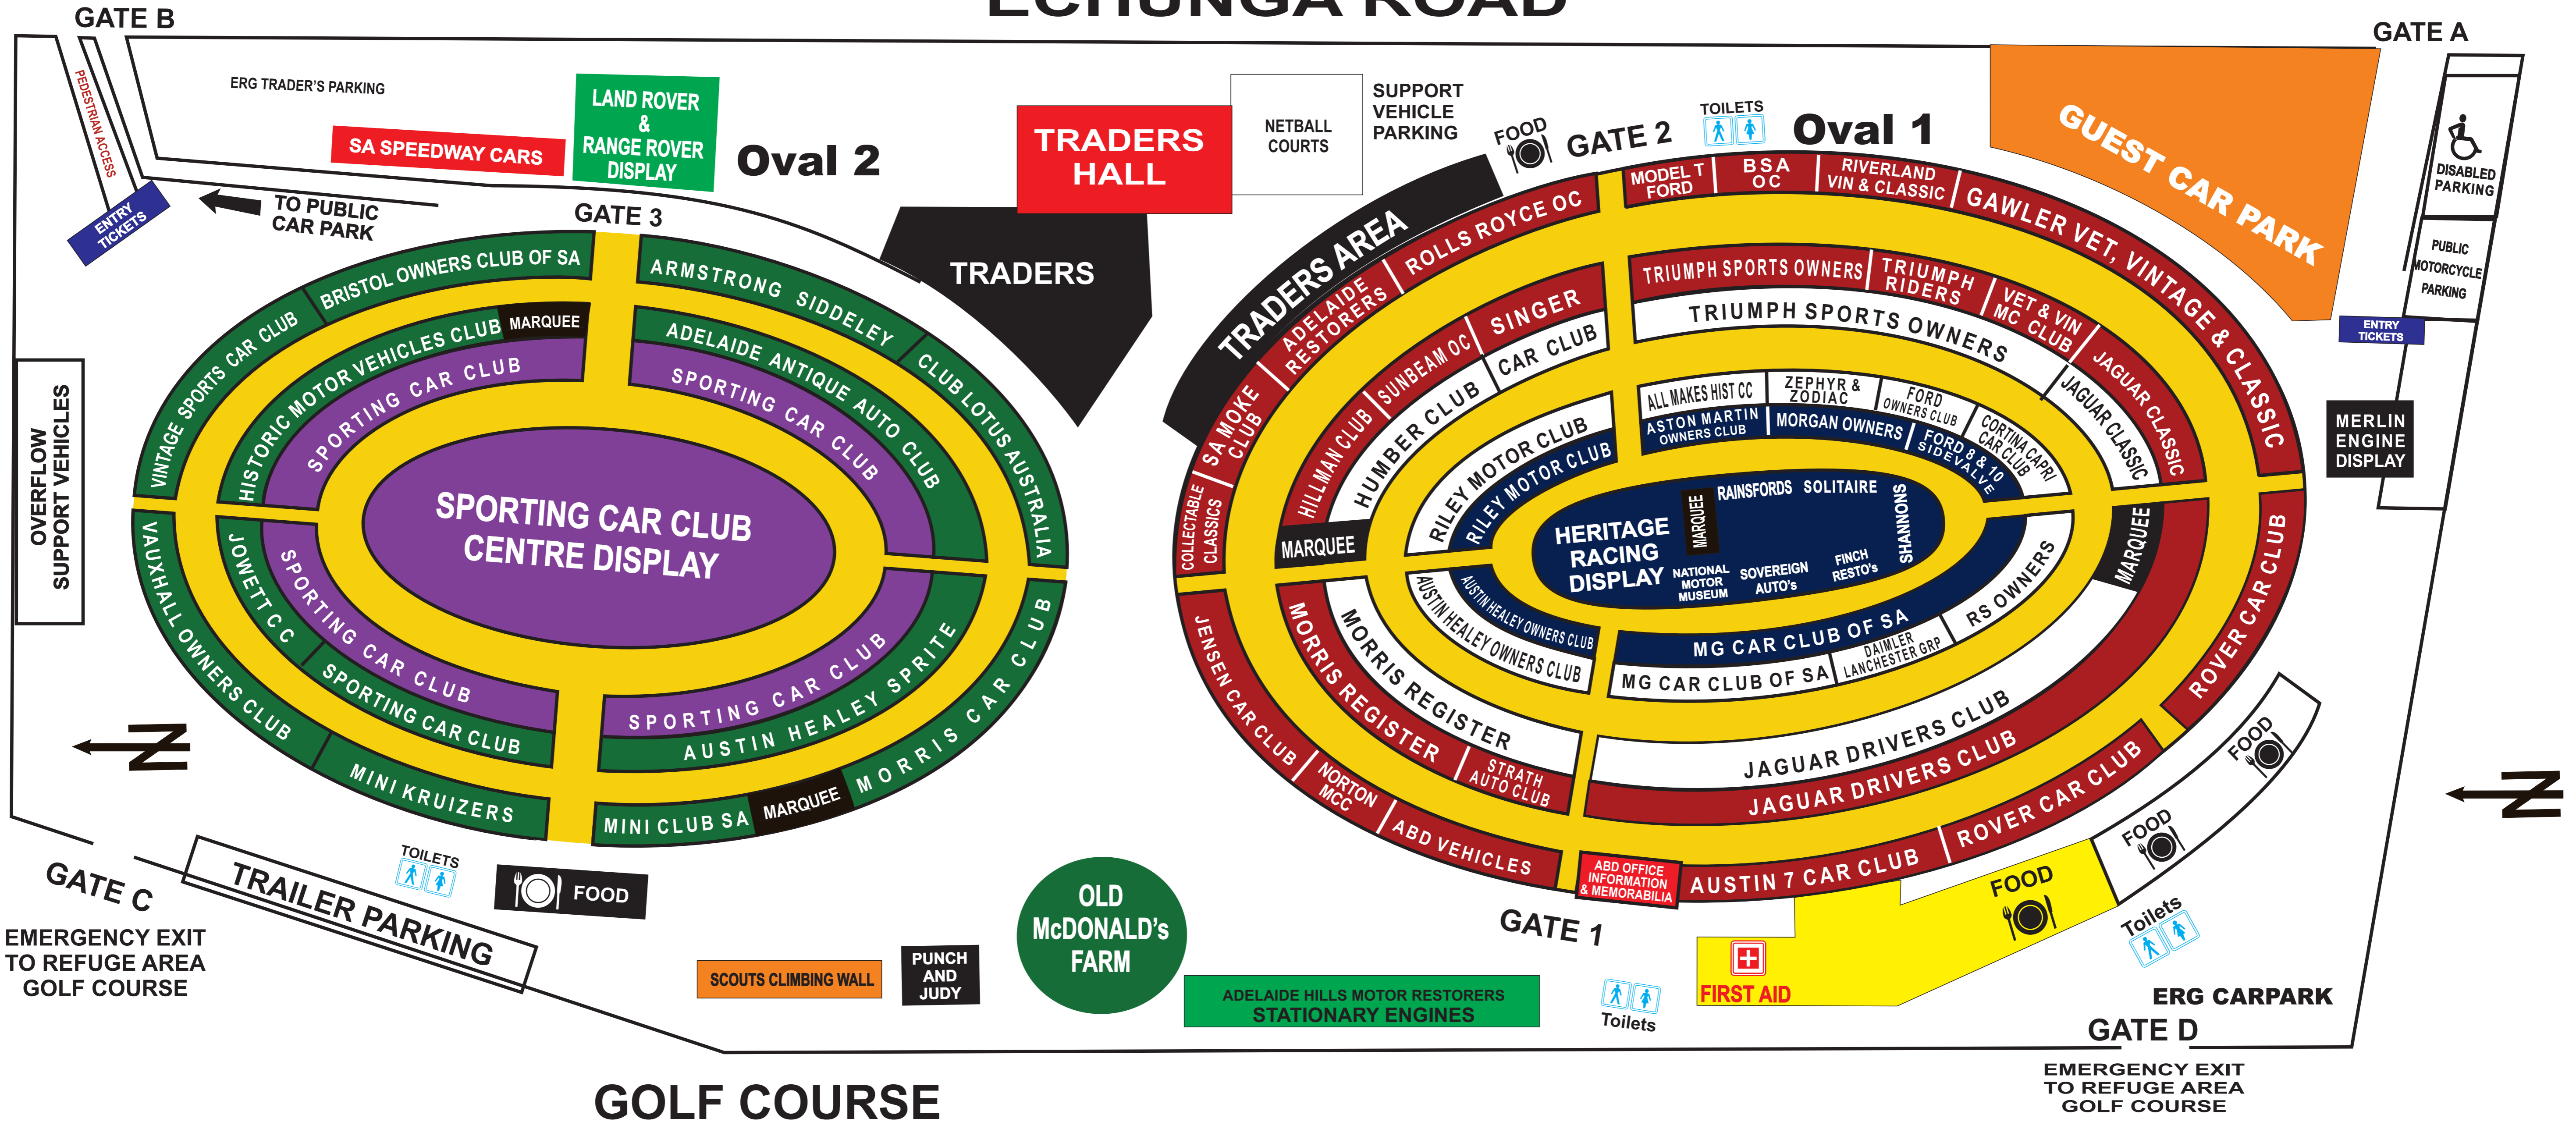 ECHUNGA ROAD
GATE B
GATE A
PEDESTRIAN ACCESS
ERG TRADER'S PARKING
SA SPEEDWAY CARS
LAND ROVER
&
RANGE ROVER
DISPLAY
Oval 2
TRADERS
HALL
NETBALL
COURTS
SUPPORT
VEHICLE
PARKING
FOOD
GATE 2
TOILETS
Oval 1
GUEST CAR PARK
DISABLED
PARKING
PUBLIC
MOTORCYCLE
PARKING
ENTRY
TICKETS
MERLIN
ENGINE
DISPLAY
ENTRY
TICKETS
TO PUBLIC
CAR PARK
GATE 3
TRADERS
TRADERS AREA
OVERFLOW
SUPPORT VEHICLES
VINTAGE SPORTS CAR CLUB
BRISTOL OWNERS CLUB OF SA
ARMSTRONG SIDDELEY
CLUB LOTUS AUSTRALIA
HISTORIC MOTOR VEHICLES CLUB
MARQUEE
ADELAIDE ANTIQUE AUTO CLUB
SPORTING CAR CLUB
SPORTING CAR CLUB
SPORTING CAR CLUB
CENTRE DISPLAY
JOWETT CC
SPORTING CAR CLUB
SPORTING CAR CLUB
SPORTING CAR CLUB
AUSTIN HEALEY SPRITE
VAUXHALL OWNERS CLUB
MINI KRUIZERS
MINI CLUB SA
MARQUEE
MORRIS CAR CLUB
COLLECTABLE
CLASSICS
SA MOKE
CLUB
ADELAIDE
RESTORERS
ROLLS ROYCE OC
MODEL T
FORD
BSA
OC
RIVERLAND
VIN & CLASSIC
GAWLER VET, VINTAGE & CLASSIC
MARQUEE
HILLMAN CLUB
SUNBEAM OC
SINGER
HUMBER CLUB
CAR CLUB
TRIUMPH SPORTS OWNERS
TRIUMPH
RIDERS
VET & VIN
MC CLUB
JAGUAR CLASSIC
TRIUMPH SPORTS OWNERS
JAGUAR CLASSIC
RILEY MOTOR CLUB
RILEY MOTOR CLUB
ALL MAKES HIST CC
ZEPHYR &
ZODIAC
FORD
OWNERS CLUB
CORTINA CAPRI
CAR CLUB
ASTON MARTIN
OWNERS CLUB
MORGAN OWNERS
FORD 8 & 10
SIDEVALVE
HERITAGE
RACING
DISPLAY
MARQUEE
RAINSFORDS
SOLITAIRE
SHANNONS
NATIONAL
MOTOR
MUSEUM
SOVEREIGN
AUTO's
FINCH
RESTO's
AUSTIN HEALEY OWNERS CLUB
AUSTIN HEALEY OWNERS CLUB
MG CAR CLUB OF SA
MG CAR CLUB OF SA
DAIMLER
LANCHESTER GRP
RS OWNERS
MARQUEE
MORRIS REGISTER
MORRIS REGISTER
STRATH
AUTO CLUB
JAGUAR DRIVERS CLUB
JAGUAR DRIVERS CLUB
JENSEN CAR CLUB
NORTON
MCC
ABD VEHICLES
ABD OFFICE
INFORMATION
& MEMORABILIA
AUSTIN 7 CAR CLUB
ROVER CAR CLUB
ROVER CAR CLUB
N
N
GATE C
EMERGENCY EXIT
TO REFUGE AREA
GOLF COURSE
TRAILER PARKING
TOILETS
FOOD
SCOUTS CLIMBING WALL
PUNCH
AND
JUDY
OLD
McDONALD's
FARM
ADELAIDE HILLS MOTOR RESTORERS
STATIONARY ENGINES
GATE 1
Toilets
FIRST AID
FOOD
FOOD
FOOD
Toilets
ERG CARPARK
GATE D
EMERGENCY EXIT
TO REFUGE AREA
GOLF COURSE
GOLF COURSE